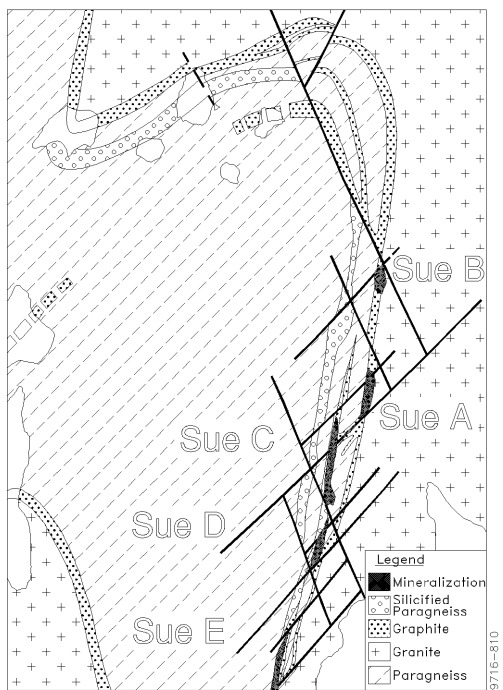 Sue B
Sue A
Sue C
Sue D
Sue E
Legend
Mineralization
Silicified
Paragneiss
Graphite
Granite
Paragneiss
9716-810